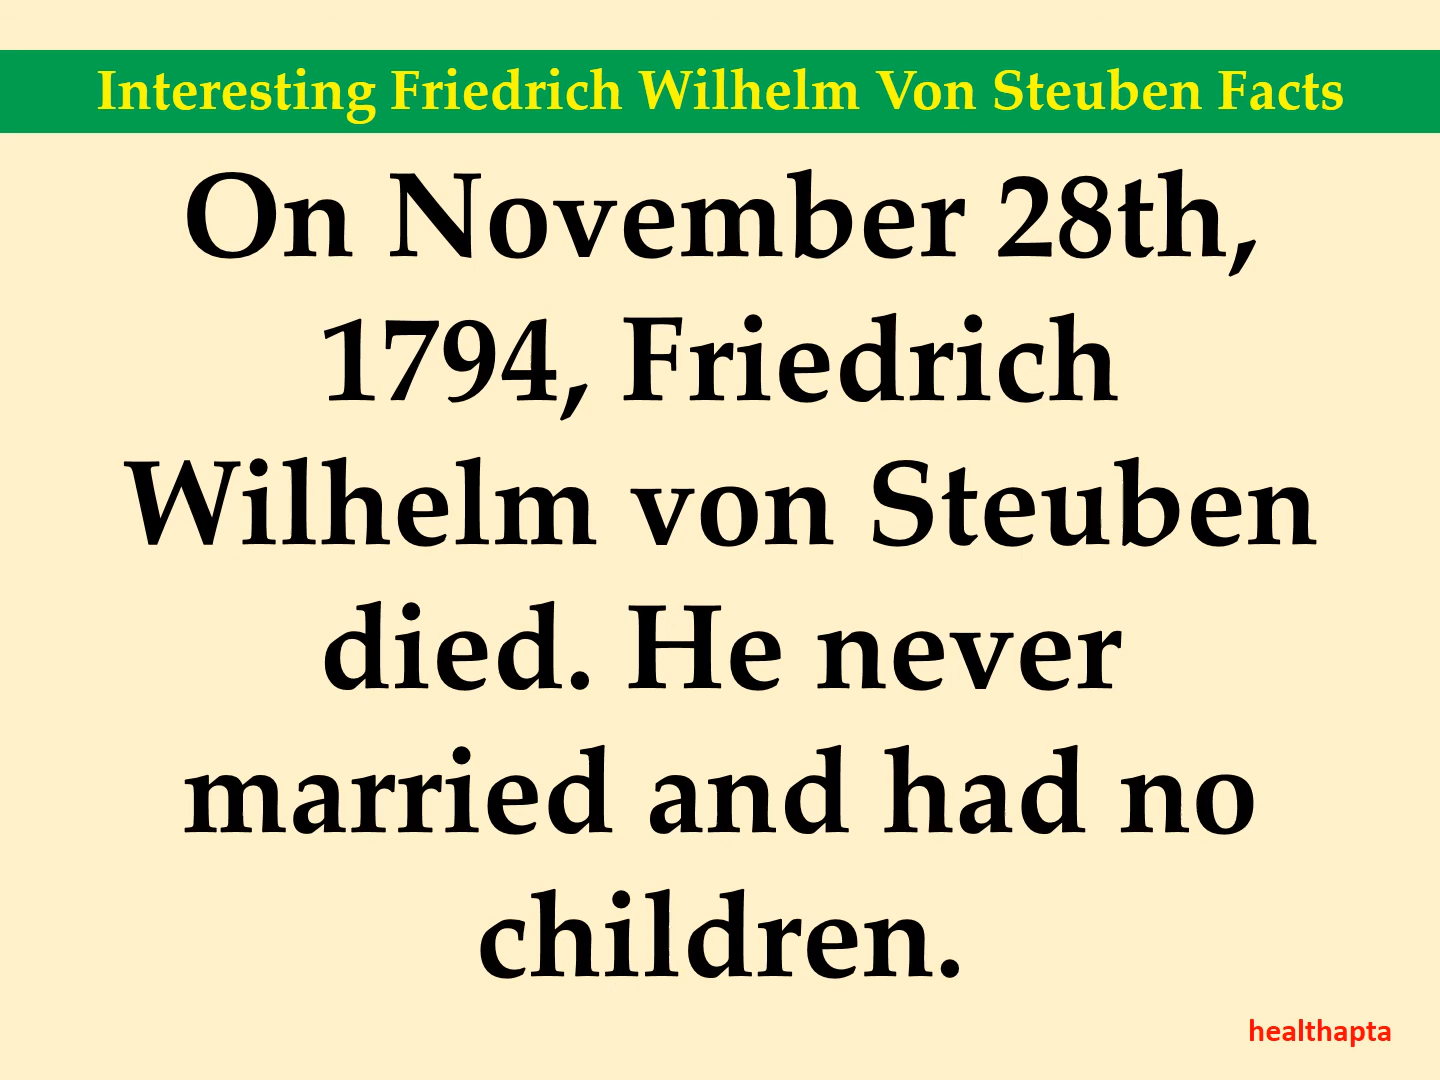 Interesting Friedrich Wilhelm Von Steuben Facts
On November 28th,
1794, Friedrich
Wilhelm von Steuben
died. He never
married and had no
children.
healthapta